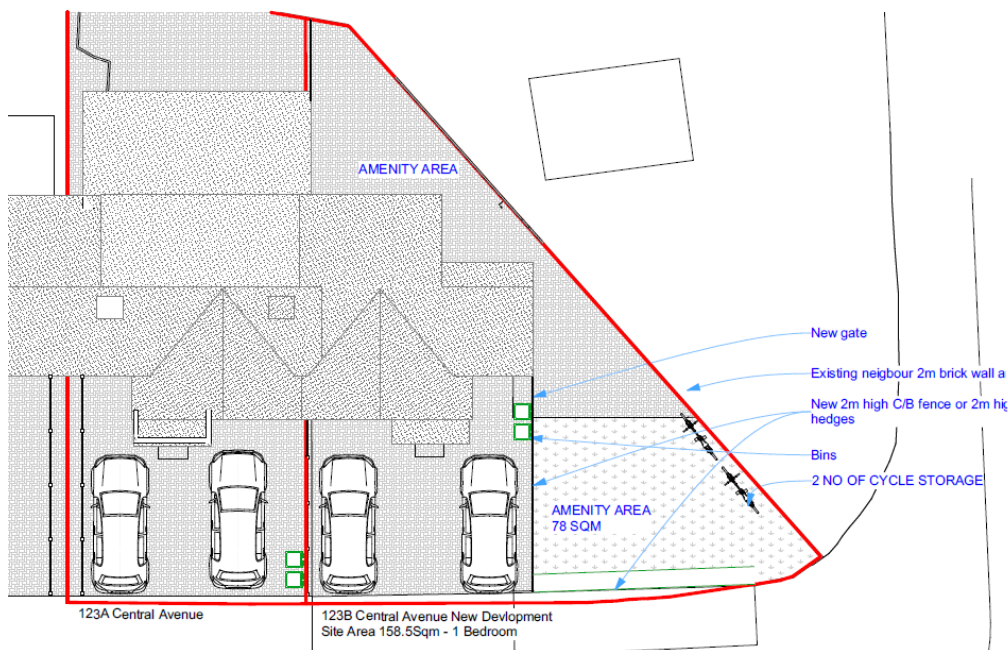 AMENITY AREA
New gate
Existing neigbour 2m brick wall a
New 2m high C/B fence or 2m hig
hedges
Bins
2 NO OF CYCLE STORAGE
AMENITY AREA
78 SQM
123A Central Avenue
123B Central Avenue New Devlopment
Site Area 158.5Sqm - 1 Bedroom